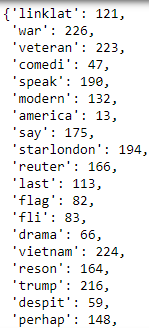 {'linklat': 121,
'war': 226,
'veteran': 223,
'comedi': 47,
'speak': 190,
'modern': 132,
'america': 13,
'say': 175,
'starlondon': 194,
'reuter': 166,
'last': 113,
'flag': 82,
'fli': 83,
'drama': 66,
'vietnam': 224,
'reson': 164,
'trump': 216,
'despit': 59,
'perhap': 148,